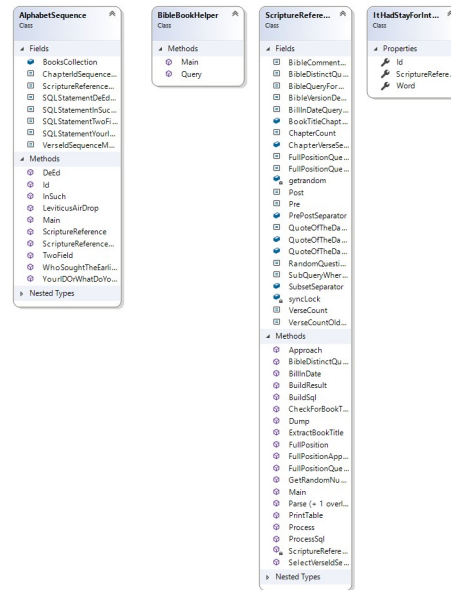 AlphabetSequence
Class
Fields
BooksCollection
ChapterIdSequence...
ScriptureReference...
SQLStatementDeEd...
SQLStatementInSuc...
SQLStatementTwoFi...
SQLStatementYourI...
VerseIdSequenceM...
Methods
DeEd
Id
InSuch
LeviticusAirDrop
Main
ScriptureReference
ScriptureReference...
TwoField
WhoSoughtTheEarli...
YourIDOrWhatDoYo...
Nested Types
BibleBookHelper
Class
Methods
Main
Query
ScriptureRefere...
Class
Fields
BibleComment...
BibleDistinctQu...
BibleQueryFor...
BibleVersionDe...
BillInDateQuery...
BookTitleChapt...
ChapterCount
ChapterVerseSe...
FullPositionQue...
FullPositionQue...
getrandom
Post
Pre
PrePostSeparator
QuoteOfTheDa...
QuoteOfTheDa...
QuoteOfTheDa...
RandomQuesti...
SubQueryWher...
SubsetSeparator
syncLock
VerseCount
VerseCountOld...
Methods
Approach
BibleDistinctQu...
BillInDate
BuildResult
BuildSql
CheckForBookT...
Dump
ExtractBookTitle
FullPosition
FullPositionApp...
FullPositionQue...
GetRandomNu...
Main
Parse (+ 1 overl...
PrintTable
Process
ProcessSql
ScriptureRefere...
SelectVerseIdSe...
Nested Types
ItHadStayForInt...
Class
Properties
Id
ScriptureRefere...
Word